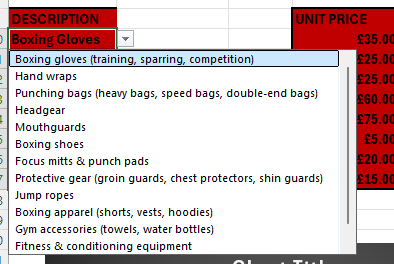 DESCRIPTION
UNIT PRICE
Boxing Gloves
£35.00
Boxing gloves (training, sparring, competition)
£25.00
Hand wraps
£25.00
Punching bags (heavy bags, speed bags, double-end bags)
£60.00
Headgear
£75.00
Mouthguards
£5.00
Boxing shoes
£20.00
Focus mitts & punch pads
£15.00
Protective gear (groin guards, chest protectors, shin guards)
Jump ropes
Boxing apparel (shorts, vests, hoodies)
Gym accessories (towels, water bottles)
Fitness & conditioning equipment